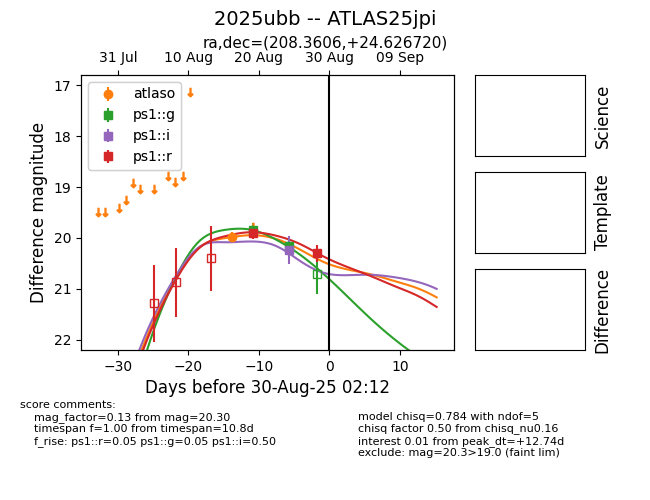 2025ubb -- ATLAS25jpi
ra,dec=(208.3606,+24.626720)
31 Jul 10 Aug 20 Aug 30 Aug 09 Sep
17
18
19
20
21
22
Difference magnitude
atlaso
ps1::g
ps1::i
ps1::r
−30 −20 −10 0 10
Days before 30-Aug-25 02:12
Science
Template
Difference
score comments:
mag_factor=0.13 from mag=20.30
timespan f=1.00 from timespan=10.8d
f_rise: ps1::r=0.05 ps1::g=0.05 ps1::i=0.50
model chisq=0.784 with ndof=5
chisq factor 0.50 from chisq_nu0.16
interest 0.01 from peak_dt=+12.74d
exclude: mag=20.3>19.0 (faint lim)